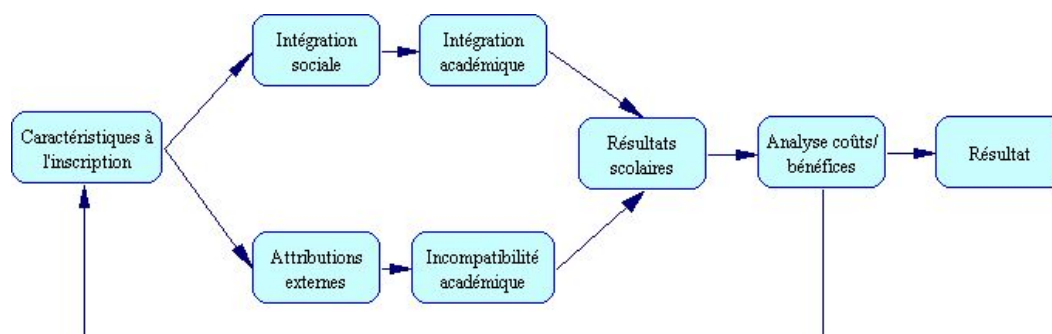 Intégration
sociale
Intégration
académique
Caractéristiques à
l'inscription
Résultats
scolaires
Analyse coûts/
bénéfices
Résultat
Attributions
externes
Incompatibilité
académique